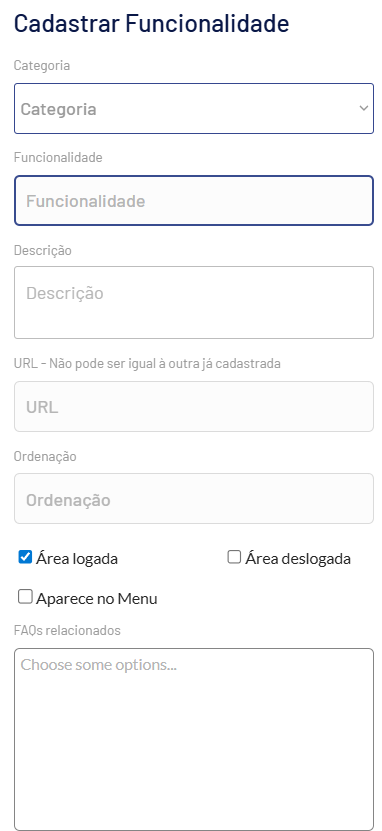 Cadastrar Funcionalidade
Categoria
Categoria
Funcionalidade
Funcionalidade
Descrição
Descrição
URL - Não pode ser igual à outra já cadastrada
URL
Ordenação
Ordenação
Área logada Área deslogada
Aparece no Menu
FAQs relacionados
Choose some options...